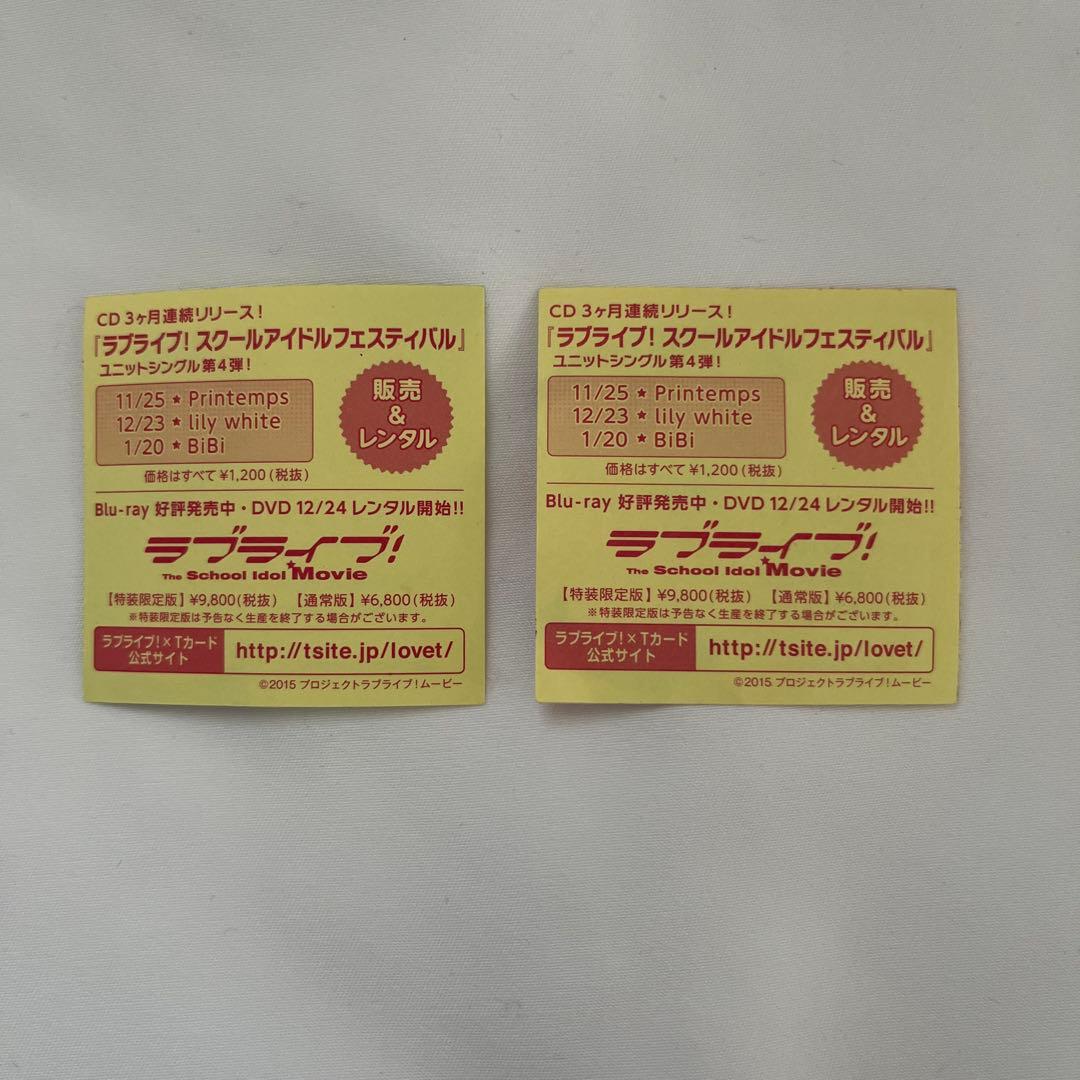 CD 3ヶ月連続リリース!
『ラブライブ! スクールアイドルフェスティバル』
ユニットシングル第4弾!
11/25 ★ Printemps
12/23 ★ lily white
1/20 ★ BiBi
販売
&
レンタル
価格はすべて ¥1,200(税抜)
Blu-ray 好評発売中・DVD 12/24 レンタル開始!!
ラブライブ!
The School Idol Movie
【特装限定版】¥9,800(税抜) 【通常版】¥6,800(税抜)
※特装限定版は予告なく生産を終了する場合がございます。
ラブライブ!×Tカード
公式サイト
http://tsite.jp/lovet/
©2015 プロジェクトラブライブ!ムービー
CD 3ヶ月連続リリース!
『ラブライブ! スクールアイドルフェスティバル』
ユニットシングル第4弾!
11/25 ★ Printemps
12/23 ★ lily white
1/20 ★ BiBi
販売
&
レンタル
価格はすべて ¥1,200(税抜)
Blu-ray 好評発売中・DVD 12/24 レンタル開始!!
ラブライブ!
The School Idol Movie
【特装限定版】¥9,800(税抜) 【通常版】¥6,800(税抜)
※特装限定版は予告なく生産を終了する場合がございます。
ラブライブ!×Tカード
公式サイト
http://tsite.jp/lovet/
©2015 プロジェクトラブライブ!ムービー